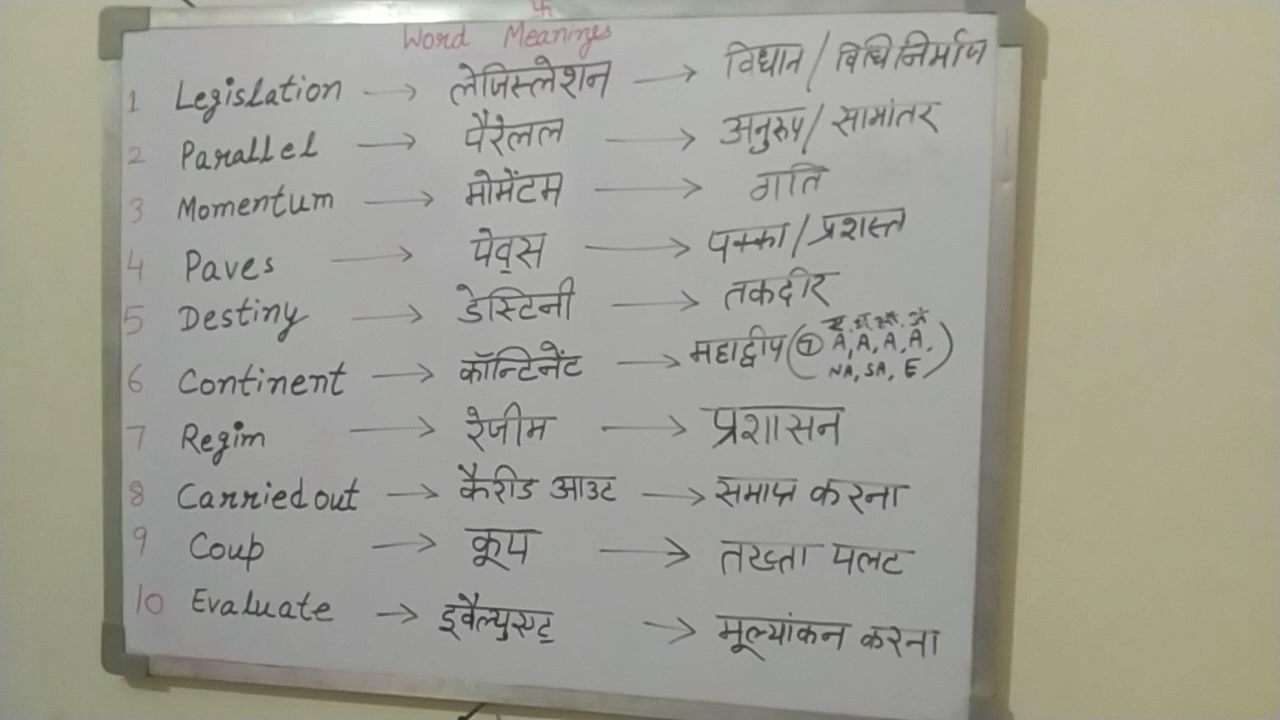 卐
Word Meanings
1 Legislation → लेजिस्लेशन → विधान / विधि निर्माण
2 Parallel → पैरेलल → अनुरूप / सामांतर
3 Momentum → मोमेंटम → गति
4 Paves → पेव्स → पक्का / प्रशस्त
5 Destiny → डेस्टिनी → तकदीर
6 Continent → कॉन्टिनेंट → महाद्वीप (⑦ A, A, A, A, NA, SA, E)
7 Regim → रेजीम → प्रशासन
8 Carried out → कैरीड आउट → समाप्त करना
9 Coup → कूप → तख्ता पलट
10 Evaluate → इवैल्युएट → मूल्यांकन करना